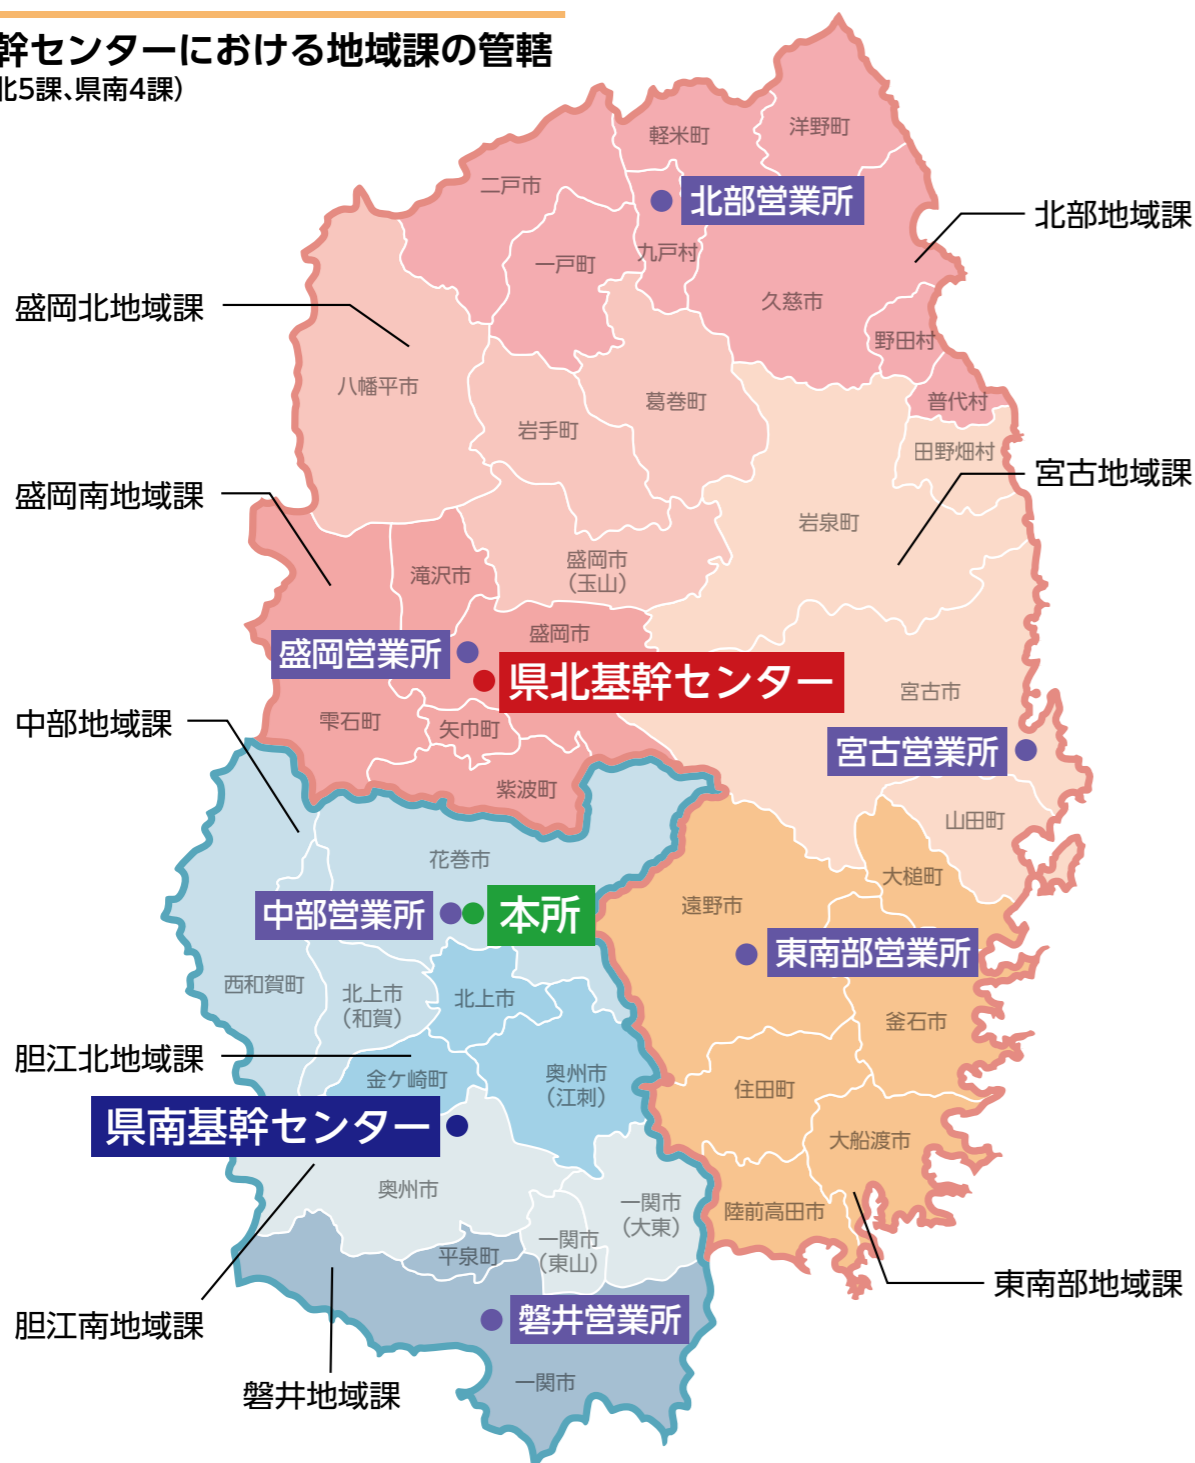 幹センターにおける地域課の管轄
北5課、県南4課）
洋野町
軽米町
二戸市
北部営業所
北部地域課
九戸村
一戸町
久慈市
盛岡北地域課
野田村
八幡平市
葛巻町
普代村
岩手町
田野畑村
宮古地域課
盛岡南地域課
岩泉町
滝沢市
盛岡市
（玉山）
盛岡市
盛岡営業所
県北基幹センター
宮古市
中部地域課
雫石町
矢巾町
宮古営業所
紫波町
山田町
花巻市
大槌町
遠野市
中部営業所
本所
東南部営業所
西和賀町
北上市
（和賀）
北上市
釜石市
胆江北地域課
金ケ崎町
奥州市
（江刺）
住田町
県南基幹センター
大船渡市
奥州市
一関市
（大東）
陸前高田市
一関市
（東山）
平泉町
東南部地域課
胆江南地域課
磐井営業所
一関市
磐井地域課